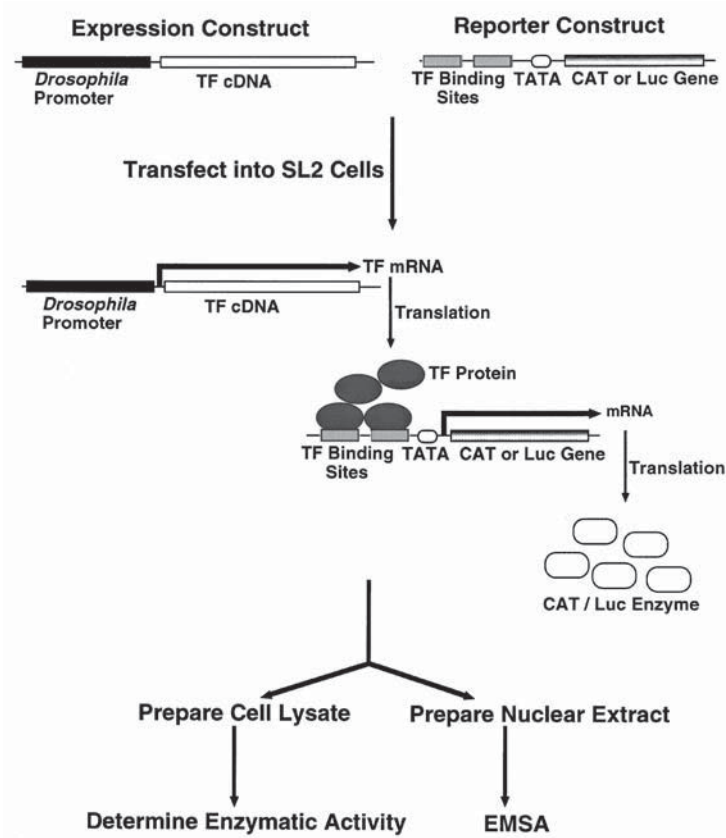 Expression Construct
Reporter Construct
Drosophila
Promoter
TF cDNA
TF Binding
Sites
TATA
CAT or Luc Gene
Transfect into SL2 Cells
TF mRNA
Drosophila
Promoter
TF cDNA
Translation
TF Protein
mRNA
TF Binding
Sites
TATA
CAT or Luc Gene
Translation
CAT / Luc Enzyme
Prepare Cell Lysate
Prepare Nuclear Extract
Determine Enzymatic Activity
EMSA